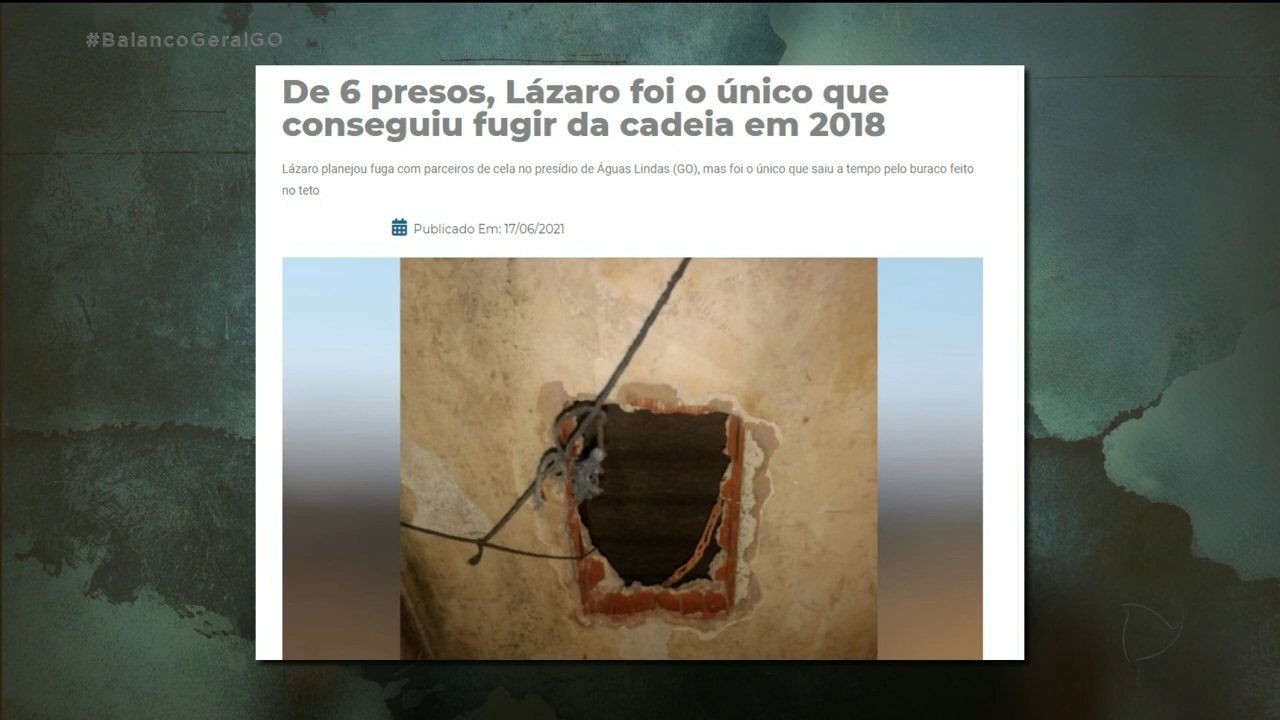 #BalancoGeralGO
De 6 presos, Lázaro foi o único que
conseguiu fugir da cadeia em 2018
Lázaro planejou fuga com parceiros de cela no presídio de Águas Lindas (GO), mas foi o único que saiu a tempo pelo buraco feito
no teto
Publicado Em: 17/06/2021